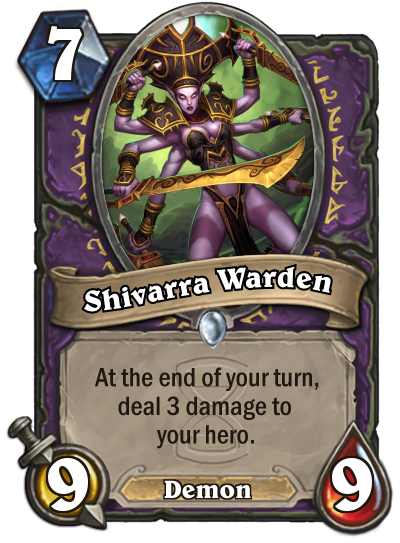 7
Shivarra Warden
At the end of your turn,
deal 3 damage to
your hero.
9
Demon
9